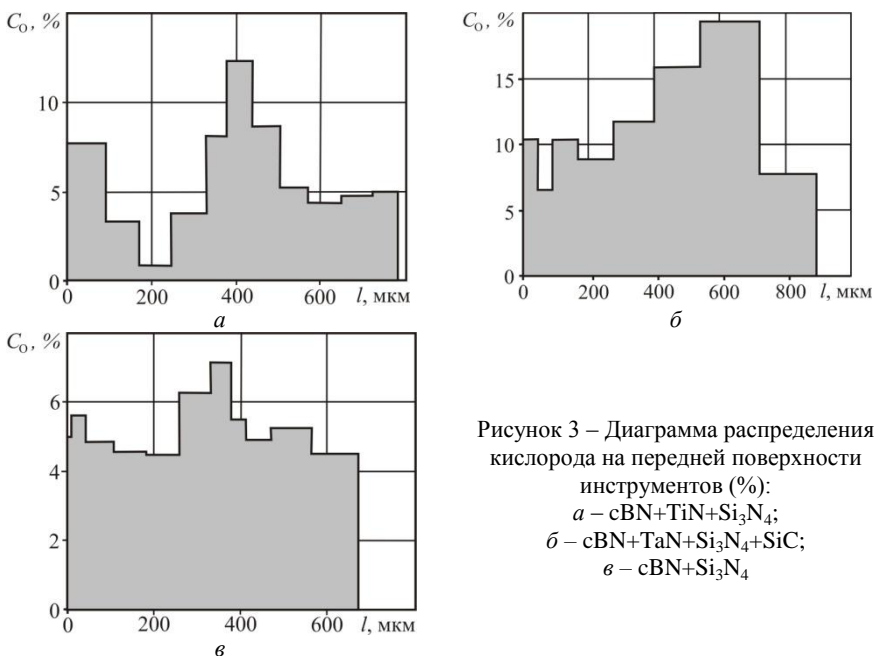 C_O, %
10
5
0
0 200 400 600 l, мкм
а
C_O, %
15
10
5
0
0 200 400 600 800 l, мкм
б
C_O, %
6
4
2
0
0 200 400 600 l, мкм
в
Рисунок 3 – Диаграмма распределения
кислорода на передней поверхности
инструментов (%):
а – cBN+TiN+Si₃N₄;
б – cBN+TaN+Si₃N₄+SiC;
в – cBN+Si₃N₄